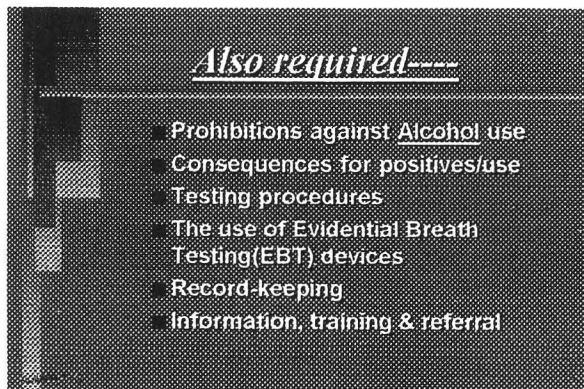 Also required----
Prohibitions against Alcohol use
Consequences for positives/use
Testing procedures
The use of Evidential Breath
Testing(EBT) devices
Record-keeping
Information, training & referral